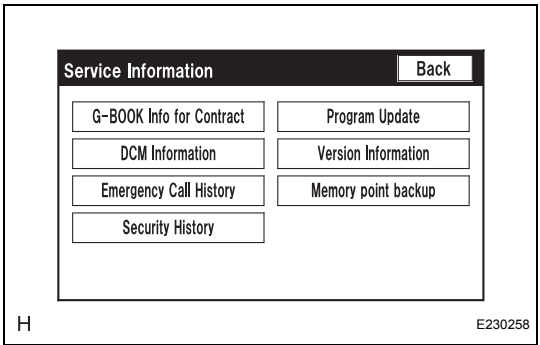 Service Information
Back
G-BOOK Info for Contract
Program Update
DCM Information
Version Information
Emergency Call History
Memory point backup
Security History
H
E230258